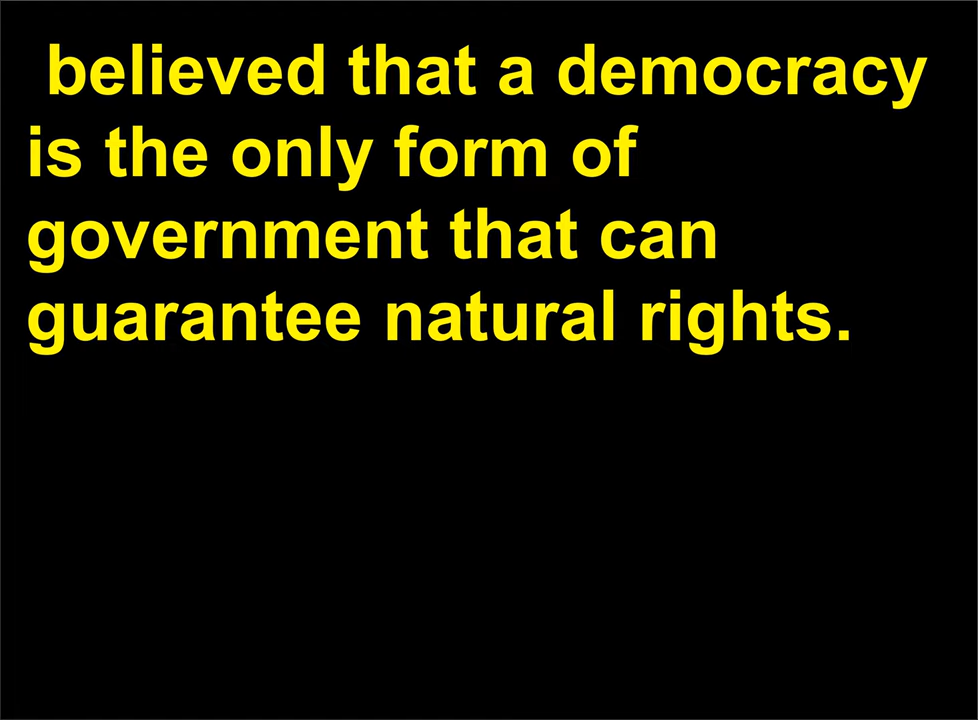 believed that a democracy
is the only form of
government that can
guarantee natural rights.